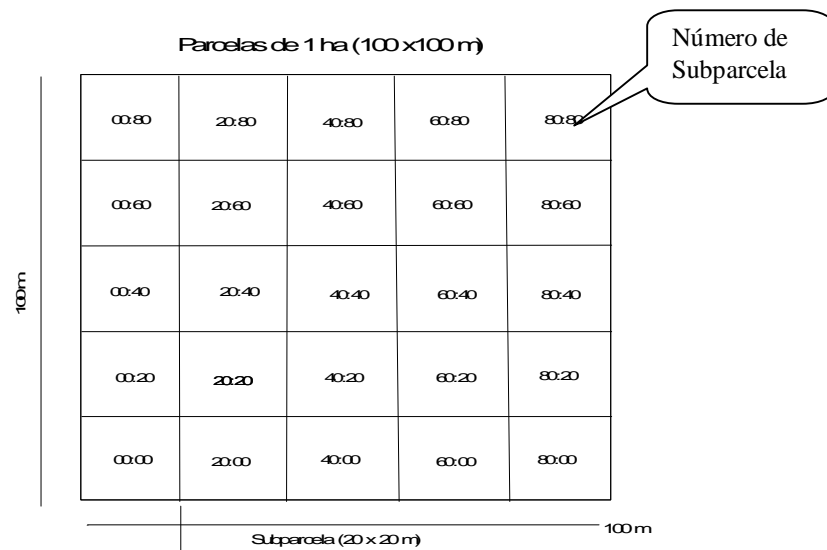 Parcelas de 1 ha (100 x100 m)
Número de
Subparcela
00:80 20:80 40:80 60:80 80:80
00:60 20:60 40:60 60:60 80:60
00:40 20:40 40:40 60:40 80:40
00:20 20:20 40:20 60:20 80:20
00:00 20:00 40:00 60:00 80:00
100m
100m
Subparcela (20 x 20 m)